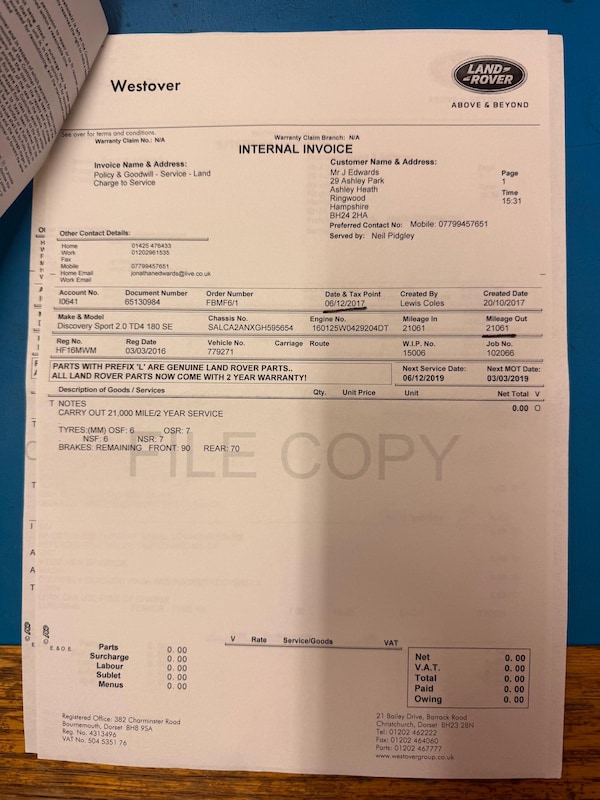 Westover
LAND ROVER
ABOVE & BEYOND
See over for terms and conditions.
Warranty Claim No.: N/A
Warranty Claim Branch: N/A
INTERNAL INVOICE
Invoice Name & Address:
Policy & Goodwill - Service - Land
Charge to Service
Customer Name & Address:
Mr J Edwards
29 Ashley Park
Ashley Heath
Ringwood
Hampshire
BH24 2HA
Page
1
Time
15:31
Preferred Contact No: Mobile: 07799457651
Served by: Neil Pidgley
Other Contact Details:
Home 01425 476433
Work 01202961535
Fax
Mobile 07799457651
Home Email jonathanedwards@live.co.uk
Work Email
Account No. Document Number Order Number Date & Tax Point Created By Created Date
I0641 65130984 FBMF6/1 06/12/2017 Lewis Coles 20/10/2017
Make & Model Chassis No. Engine No. Mileage In Mileage Out
Discovery Sport 2.0 TD4 180 SE SALCA2ANXGH595654 160125W0429204DT 21061 21061
Reg No. Reg Date Vehicle No. Carriage Route W.I.P. No. Job No.
HF16MWM 03/03/2016 779271 15006 102066
PARTS WITH PREFIX 'L' ARE GENUINE LAND ROVER PARTS..
ALL LAND ROVER PARTS NOW COME WITH 2 YEAR WARRANTY!
Next Service Date: Next MOT Date:
06/12/2019 03/03/2019
Description of Goods / Services Qty. Unit Price Unit Net Total V
T NOTES 0.00 O
CARRY OUT 21,000 MILE/2 YEAR SERVICE
TYRES:(MM) OSF: 6 OSR: 7
NSF: 6 NSR: 7
BRAKES: REMAINING FRONT: 90 REAR: 70
FILE COPY
E & O E.
Parts 0. 00
Surcharge 0. 00
Labour 0. 00
Sublet 0. 00
Menus 0. 00
V Rate Service/Goods VAT
Net 0. 00
V.A.T. 0. 00
Total 0. 00
Paid 0. 00
Owing 0. 00
Registered Office: 382 Charminster Road
Bournemouth, Dorset BH8 9SA
Reg. No. 4313496
VAT No. 504 5351 76
21 Bailey Drive, Barrack Road
Christchurch, Dorset BH23 2BN
Tel: 01202 462222
Fax: 01202 464060
Parts: 01202 467777
www.westovergroup.co.uk